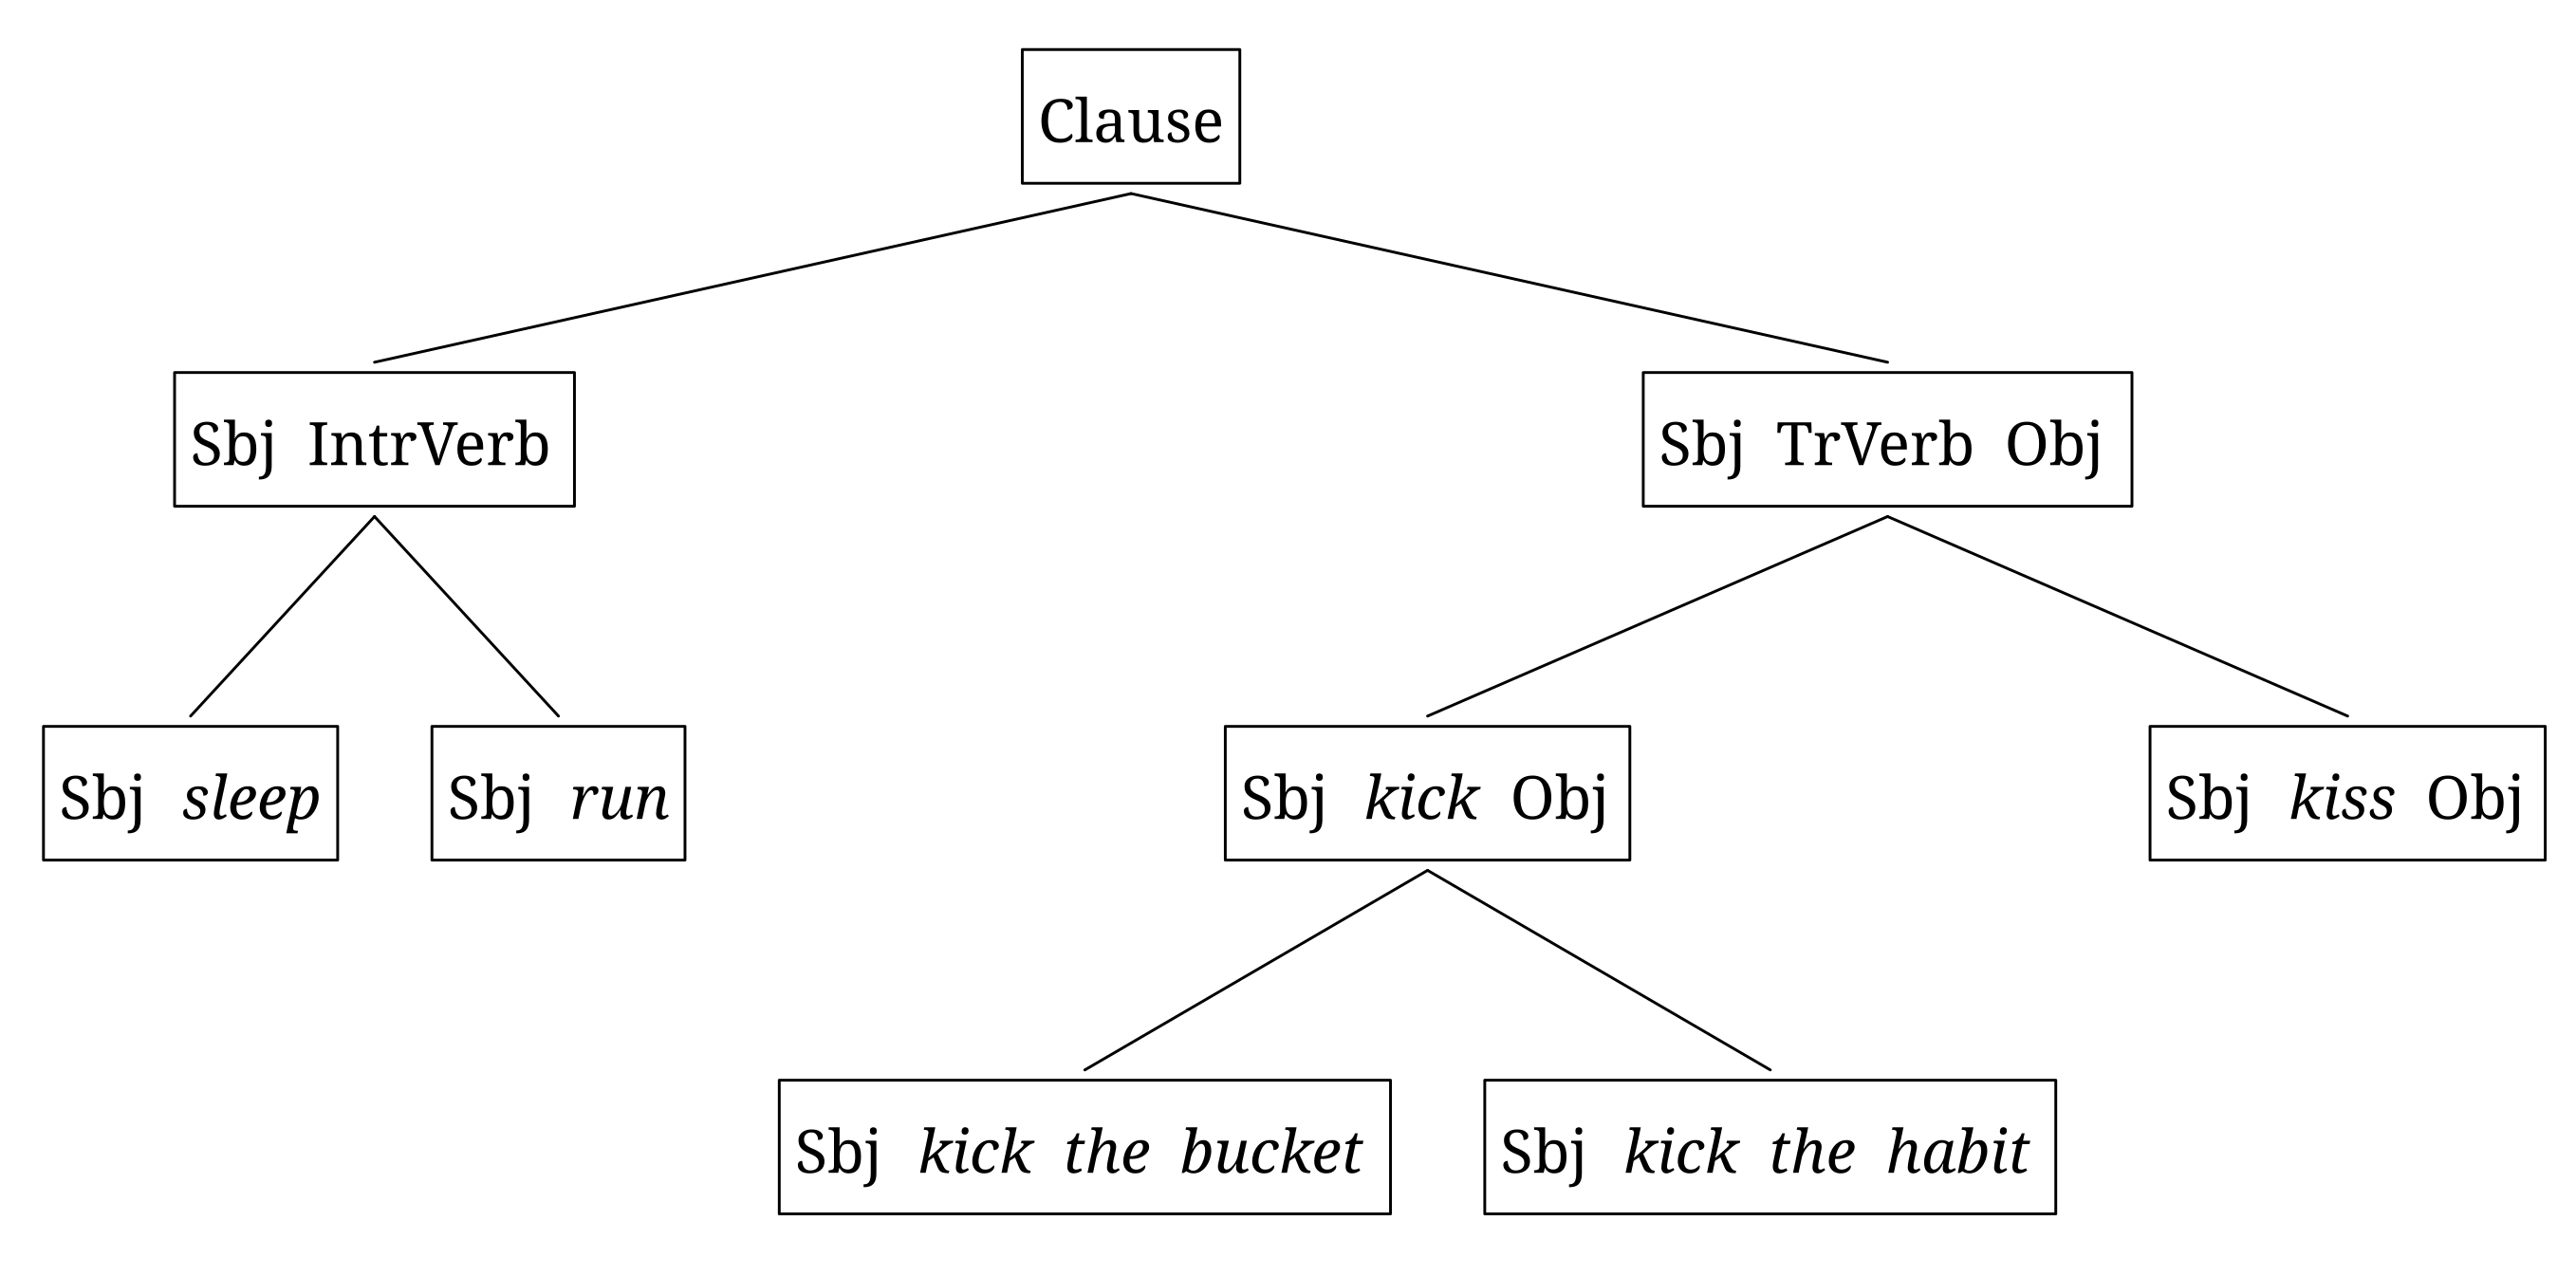 Clause
Sbj IntrVerb
Sbj TrVerb Obj
Sbj sleep
Sbj run
Sbj kick Obj
Sbj kiss Obj
Sbj kick the bucket
Sbj kick the habit